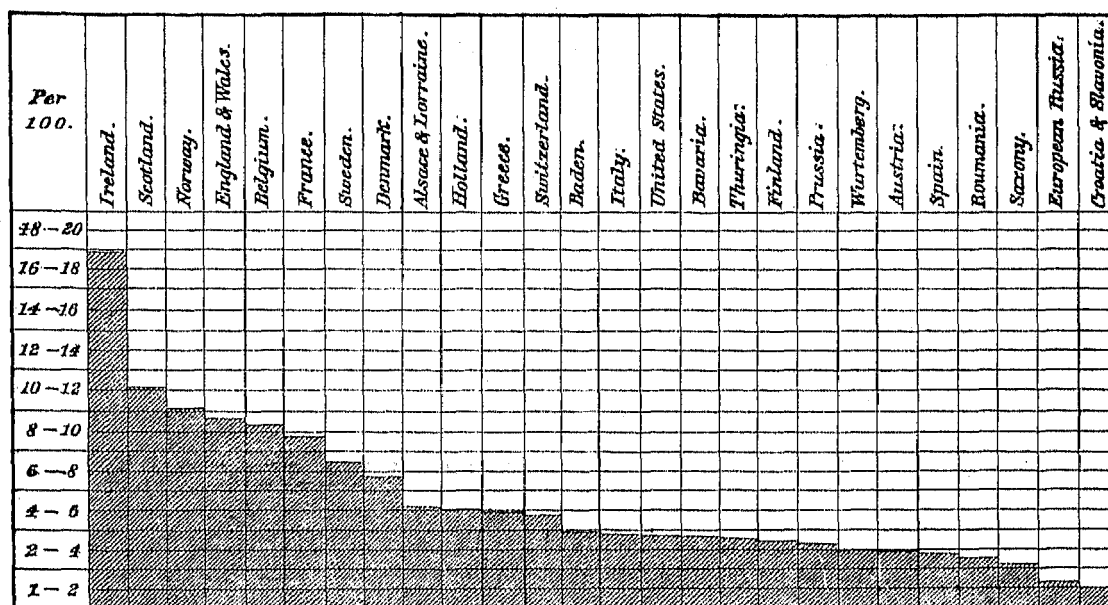 Per
100.
Ireland.
Scotland.
Norway.
England & Wales.
Belgium.
France.
Sweden.
Denmark.
Alsace & Lorraine.
Holland.
Greece.
Switzerland.
Baden.
Italy.
United States.
Bavaria.
Thuringia.
Finland.
Prussia.
Wurtemberg.
Austria.
Spain.
Roumania.
Saxony.
European Russia.
Croatia & Slavonia.
18-20
16-18
14-16
12-14
10-12
8-10
6-8
4-6
2-4
1-2